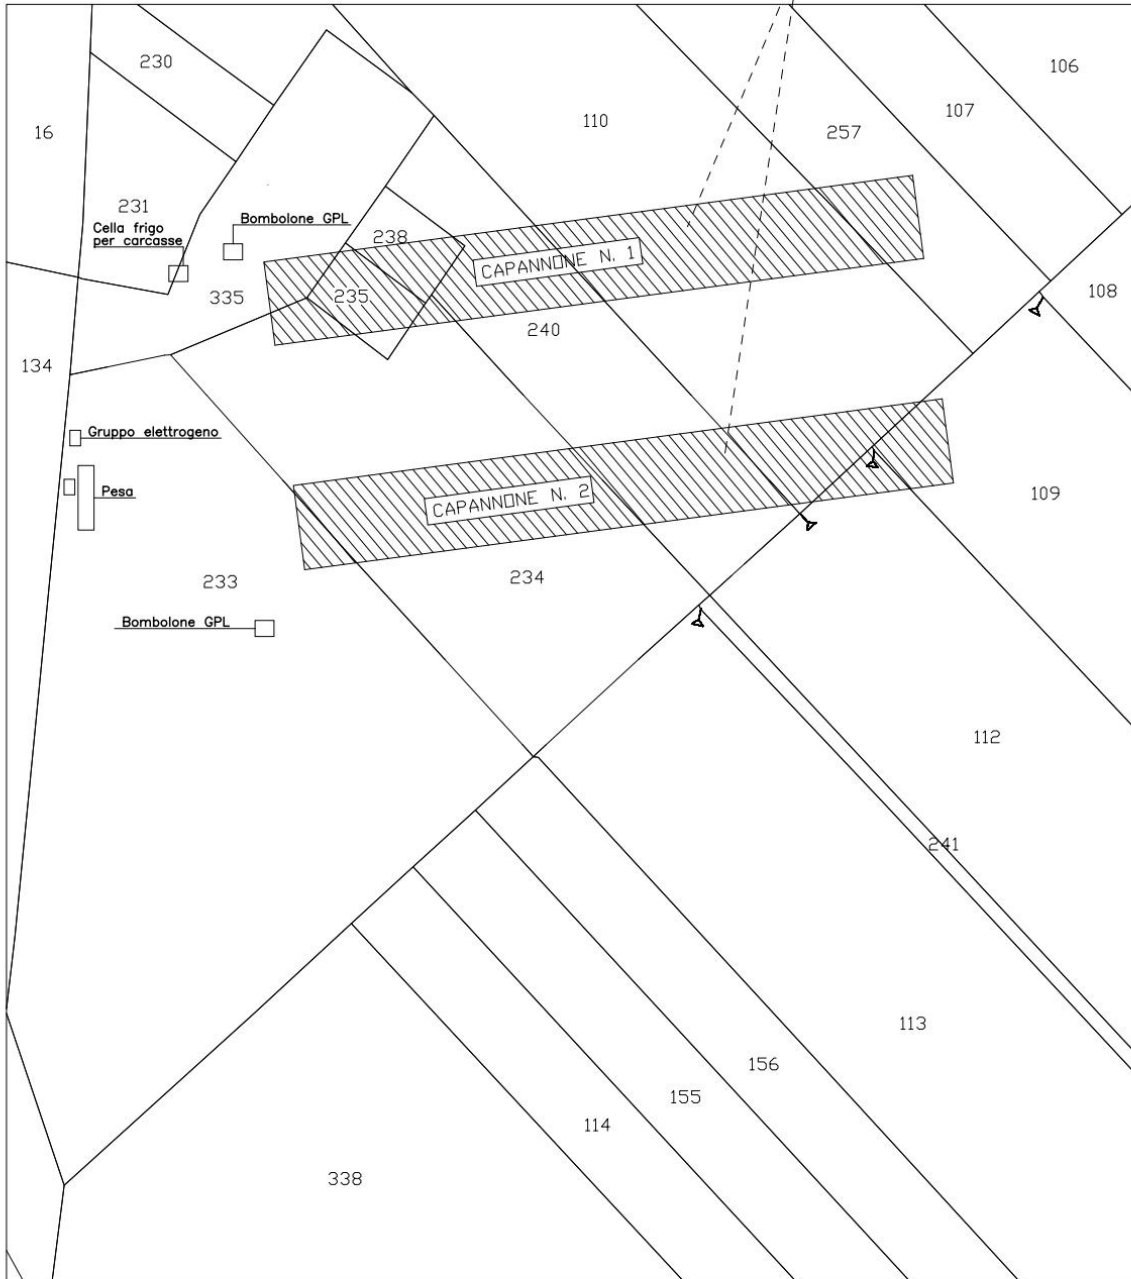 230
106
107
16
110
257
231
Cella frigo
per carcasse
Bombolone GPL
238
CAPANNONE N. 1
335
235
108
240
134
Gruppo elettrogeno
Pesa
CAPANNONE N. 2
109
233
234
Bombolone GPL
112
241
113
156
155
114
338